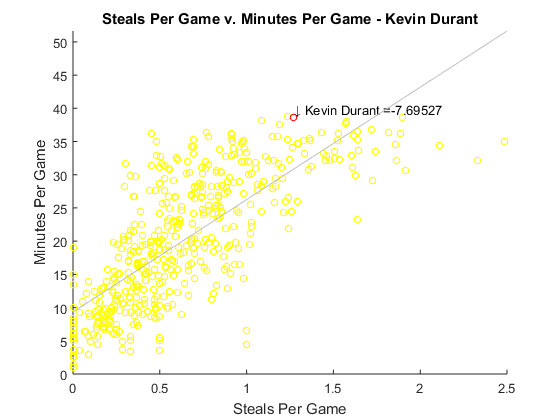 Steals Per Game v. Minutes Per Game - Kevin Durant
50
45
40
35
30
25
20
15
10
5
0
Minutes Per Game
↓ Kevin Durant =-7.69527
0 0.5 1 1.5 2 2.5
Steals Per Game